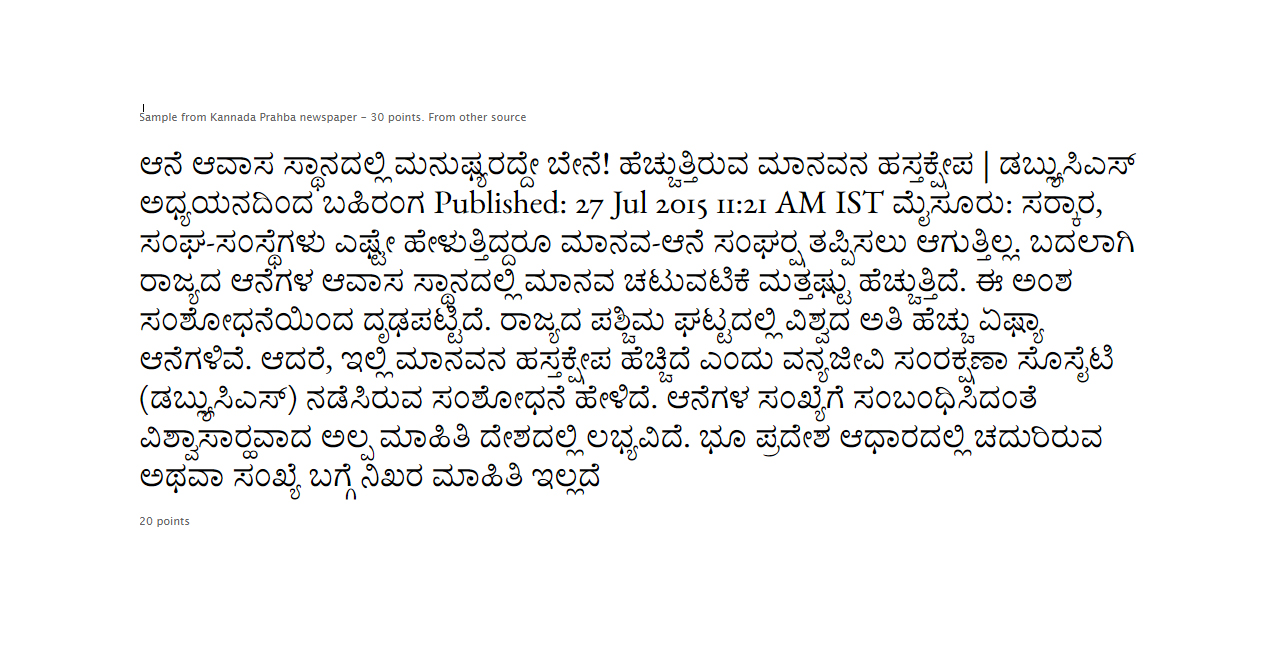 Sample from Kannada Prahba newspaper – 30 points. From other source
ಆನೆ ಆವಾಸ ಸ್ಥಾನದಲ್ಲಿ ಮನುಷ್ಯರದ್ದೇ ಬೇನೆ! ಹೆಚ್ಚುತ್ತಿರುವ ಮಾನವನ ಹಸ್ತಕ್ಷೇಪ | ಡಬ್ಲ್ಯುಸಿಎಸ್
ಅಧ್ಯಯನದಿಂದ ಬಹಿರಂಗ Published: 27 Jul 2015 11:21 AM IST ಮೈಸೂರು: ಸರ್ಕಾರ,
ಸಂಘ-ಸಂಸ್ಥೆಗಳು ಎಷ್ಟೇ ಹೇಳುತ್ತಿದ್ದರೂ ಮಾನವ-ಆನೆ ಸಂಘರ್ಷ ತಪ್ಪಿಸಲು ಆಗುತ್ತಿಲ್ಲ. ಬದಲಾಗಿ
ರಾಜ್ಯದ ಆನೆಗಳ ಆವಾಸ ಸ್ಥಾನದಲ್ಲಿ ಮಾನವ ಚಟುವಟಿಕೆ ಮತ್ತಷ್ಟು ಹೆಚ್ಚುತ್ತಿದೆ. ಈ ಅಂಶ
ಸಂಶೋಧನೆಯಿಂದ ದೃಢಪಟ್ಟಿದೆ. ರಾಜ್ಯದ ಪಶ್ಚಿಮ ಘಟ್ಟದಲ್ಲಿ ವಿಶ್ವದ ಅತಿ ಹೆಚ್ಚು ಏಷ್ಯಾ
ಆನೆಗಳಿವೆ. ಆದರೆ, ಇಲ್ಲಿ ಮಾನವನ ಹಸ್ತಕ್ಷೇಪ ಹೆಚ್ಚಿದೆ ಎಂದು ವನ್ಯಜೀವಿ ಸಂರಕ್ಷಣಾ ಸೊಸೈಟಿ
(ಡಬ್ಲ್ಯುಸಿಎಸ್) ನಡೆಸಿರುವ ಸಂಶೋಧನೆ ಹೇಳಿದೆ. ಆನೆಗಳ ಸಂಖ್ಯೆಗೆ ಸಂಬಂಧಿಸಿದಂತೆ
ವಿಶ್ವಾಸಾರ್ಹವಾದ ಅಲ್ಪ ಮಾಹಿತಿ ದೇಶದಲ್ಲಿ ಲಭ್ಯವಿದೆ. ಭೂ ಪ್ರದೇಶ ಆಧಾರದಲ್ಲಿ ಚದುರಿರುವ
ಅಥವಾ ಸಂಖ್ಯೆ ಬಗ್ಗೆ ನಿಖರ ಮಾಹಿತಿ ಇಲ್ಲದೆ
20 points